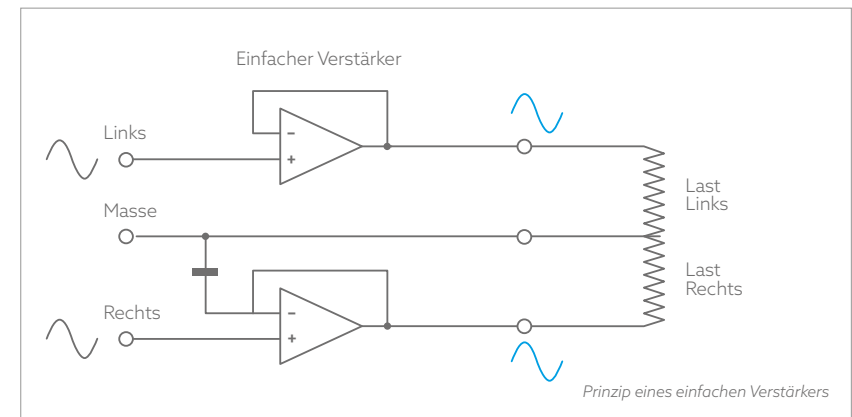 Einfacher Verstärker
Links
-
+
Last
Links
Masse
Last
Rechts
Rechts
-
+
Prinzip eines einfachen Verstärkers